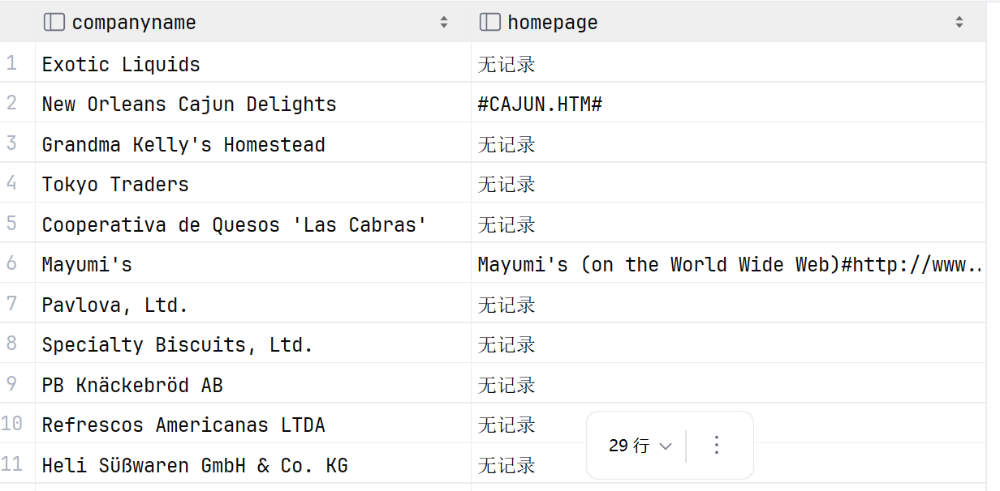 companyname homepage
1 Exotic Liquids 无记录
2 New Orleans Cajun Delights #CAJUN.HTM#
3 Grandma Kelly's Homestead 无记录
4 Tokyo Traders 无记录
5 Cooperativa de Quesos 'Las Cabras' 无记录
6 Mayumi's Mayumi's (on the World Wide Web)#http://www..
7 Pavlova, Ltd. 无记录
8 Specialty Biscuits, Ltd. 无记录
9 PB Knäckebröd AB 无记录
10 Refrescos Americanas LTDA 无记录
29 行
11 Heli Süßwaren GmbH & Co. KG 无记录